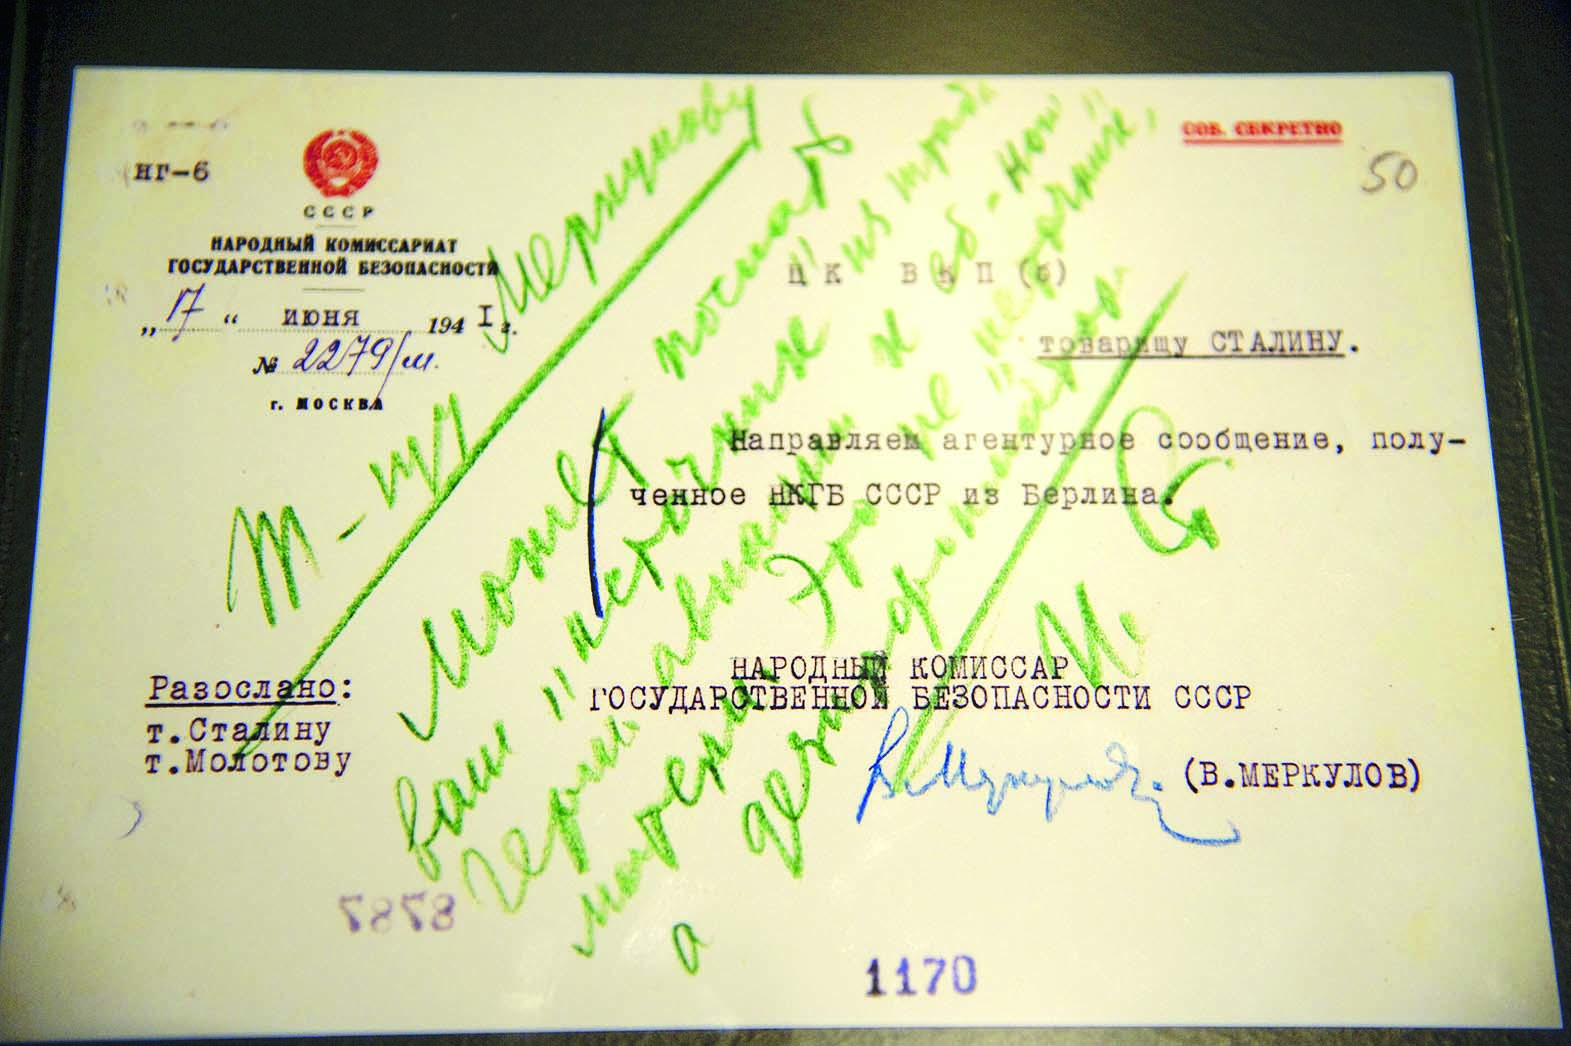 СОВ. СЕКРЕТНО
50
НГ-6
СССР
НАРОДНЫЙ КОМИССАРИАТ
ГОСУДАРСТВЕННОЙ БЕЗОПАСНОСТИ
„17“ ИЮНЯ 1941 г.
№ 2279/м.
г. МОСКВА
ЦК ВКП(б)
товарищу СТАЛИНУ.
Направляем агентурное сообщение, полу-
ченное НКГБ СССР из Берлина.
НАРОДНЫЙ КОМИССАР
ГОСУДАРСТВЕННОЙ БЕЗОПАСНОСТИ СССР
(В.МЕРКУЛОВ)
Разослано:
т.Сталину
т.Молотову
Т-щу Меркулову
Может послать
ваш "источник" из штаба
герм. авиации к еб-ной
матери. Это не "источник",
а дезинформатор.
И. Ст
8787
1170